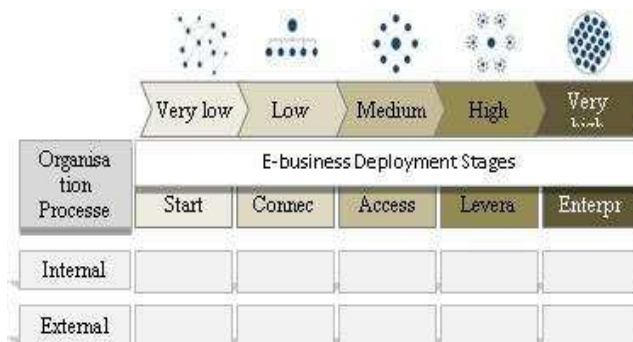 Very low
Low
Medium
High
Very
high
Organisa
tion
Processe
E-business Deployment Stages
Start
Connec
Access
Levera
Enterpr
Internal
External